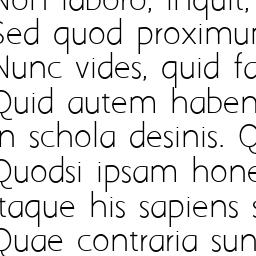 Non laboro, inquit,
Sed quod proximu
Nunc vides, quid fa
Quid autem haben
n schola desinis. Q
Quodsi ipsam hone
taque his sapiens s
Quae contraria sun